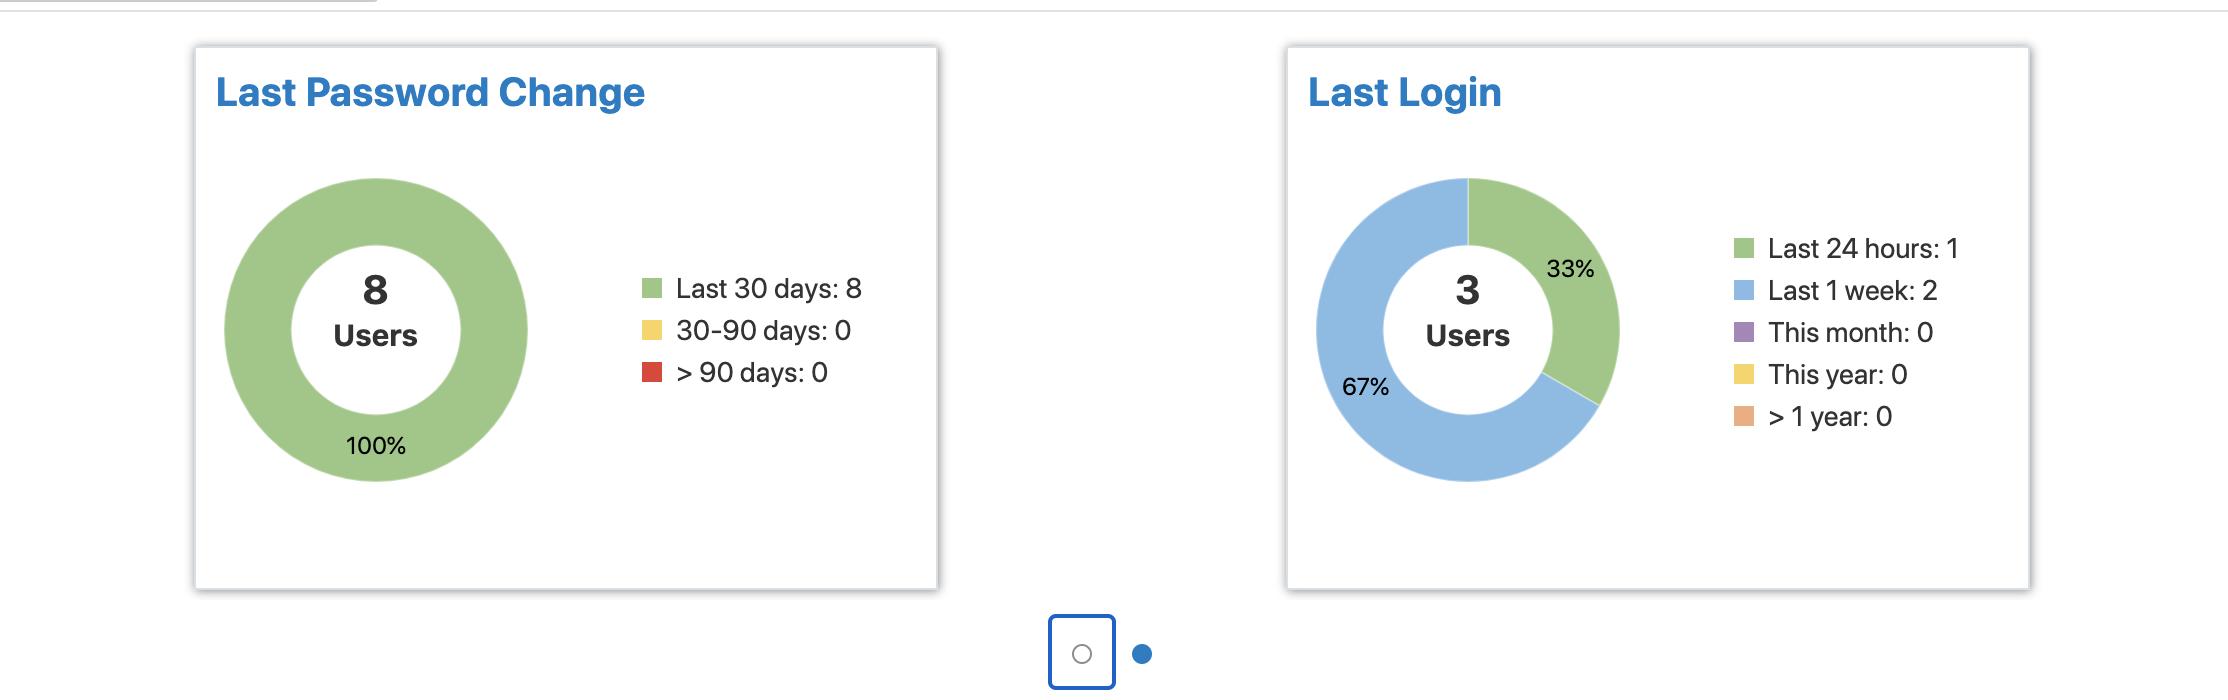 Last Password Change
8
Users
100%
Last 30 days: 8
30-90 days: 0
> 90 days: 0
Last Login
3
Users
33%
67%
Last 24 hours: 1
Last 1 week: 2
This month: 0
This year: 0
> 1 year: 0